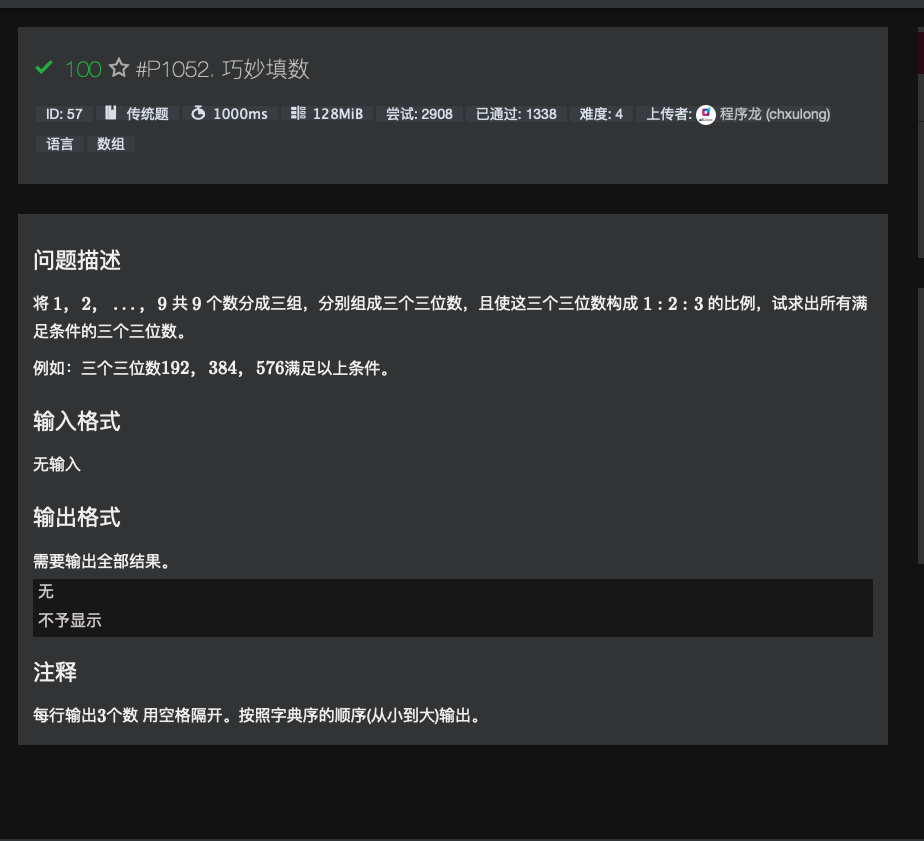 100 #P1052. 巧妙填数
ID: 57 传统题 1000ms 128MiB 尝试: 2908 已通过: 1338 难度: 4 上传者: 程序龙 (chxulong)
语言 数组
问题描述
将 1， 2， ...， 9 共 9 个数分成三组，分别组成三个三位数，且使这三个三位数构成 1 : 2 : 3 的比例，试求出所有满
足条件的三个三位数。
例如：三个三位数192， 384， 576满足以上条件。
输入格式
无输入
输出格式
需要输出全部结果。
无
不予显示
注释
每行输出3个数 用空格隔开。按照字典序的顺序(从小到大)输出。